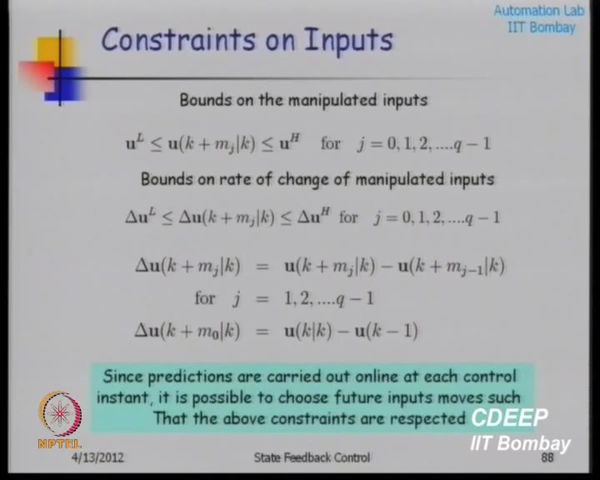 Automation Lab
IIT Bombay
Constraints on Inputs
Bounds on the manipulated inputs
u^L ≤ u(k + m_j|k) ≤ u^H for j = 0, 1, 2, ....q − 1
Bounds on rate of change of manipulated inputs
Δu^L ≤ Δu(k + m_j|k) ≤ Δu^H for j = 0, 1, 2, ....q − 1
Δu(k + m_j|k) = u(k + m_j|k) − u(k + m_{j−1}|k)
for j = 1, 2, ....q − 1
Δu(k + m_0|k) = u(k|k) − u(k − 1)
Since predictions are carried out online at each control
instant, it is possible to choose future inputs moves such
That the above constraints are respected
CDEEP
IIT Bombay
NPTEL
4/13/2012
State Feedback Control
88